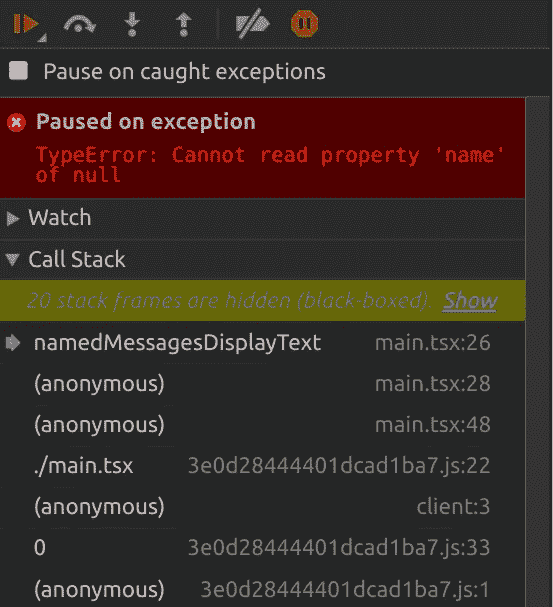 Pause on caught exceptions
Paused on exception
TypeError: Cannot read property 'name'
of null
Watch
Call Stack
20 stack frames are hidden (black-boxed). Show
namedMessagesDisplayText main.tsx:26
(anonymous) main.tsx:28
(anonymous) main.tsx:48
./main.tsx 3e0d28444401dcad1ba7.js:22
(anonymous) client:3
0 3e0d28444401dcad1ba7.js:33
(anonymous) 3e0d28444401dcad1ba7.js:1